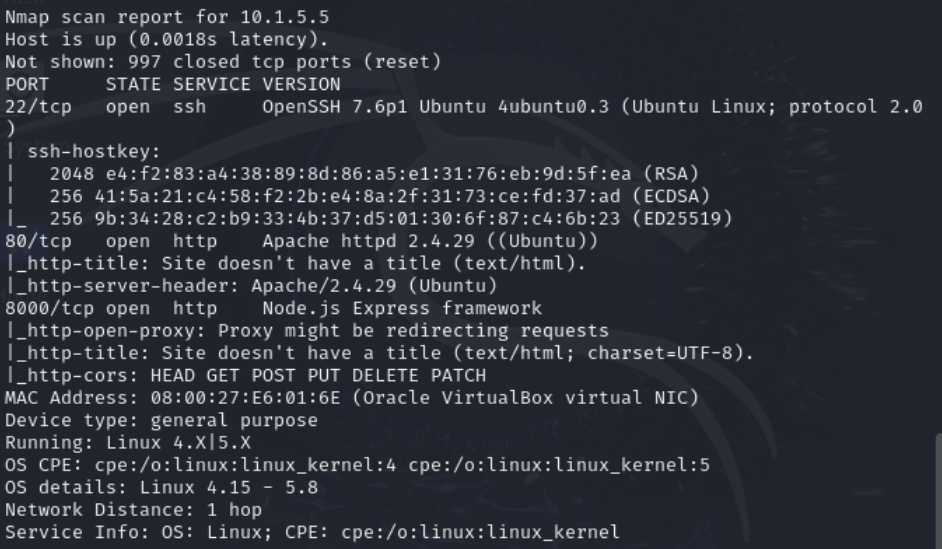 Nmap scan report for 10.1.5.5
Host is up (0.0018s latency).
Not shown: 997 closed tcp ports (reset)
PORT     STATE SERVICE VERSION
22/tcp   open  ssh     OpenSSH 7.6p1 Ubuntu 4ubuntu0.3 (Ubuntu Linux; protocol 2.0
)
| ssh-hostkey:
|   2048 e4:f2:83:a4:38:89:8d:86:a5:e1:31:76:eb:9d:5f:ea (RSA)
|   256 41:5a:21:c4:58:f2:2b:e4:8a:2f:31:73:ce:fd:37:ad (ECDSA)
|_  256 9b:34:28:c2:b9:33:4b:37:d5:01:30:6f:87:c4:6b:23 (ED25519)
80/tcp   open  http    Apache httpd 2.4.29 ((Ubuntu))
|_http-title: Site doesn't have a title (text/html).
|_http-server-header: Apache/2.4.29 (Ubuntu)
8000/tcp open  http    Node.js Express framework
|_http-open-proxy: Proxy might be redirecting requests
|_http-title: Site doesn't have a title (text/html; charset=UTF-8).
|_http-cors: HEAD GET POST PUT DELETE PATCH
MAC Address: 08:00:27:E6:01:6E (Oracle VirtualBox virtual NIC)
Device type: general purpose
Running: Linux 4.X|5.X
OS CPE: cpe:/o:linux:linux_kernel:4 cpe:/o:linux:linux_kernel:5
OS details: Linux 4.15 - 5.8
Network Distance: 1 hop
Service Info: OS: Linux; CPE: cpe:/o:linux:linux_kernel